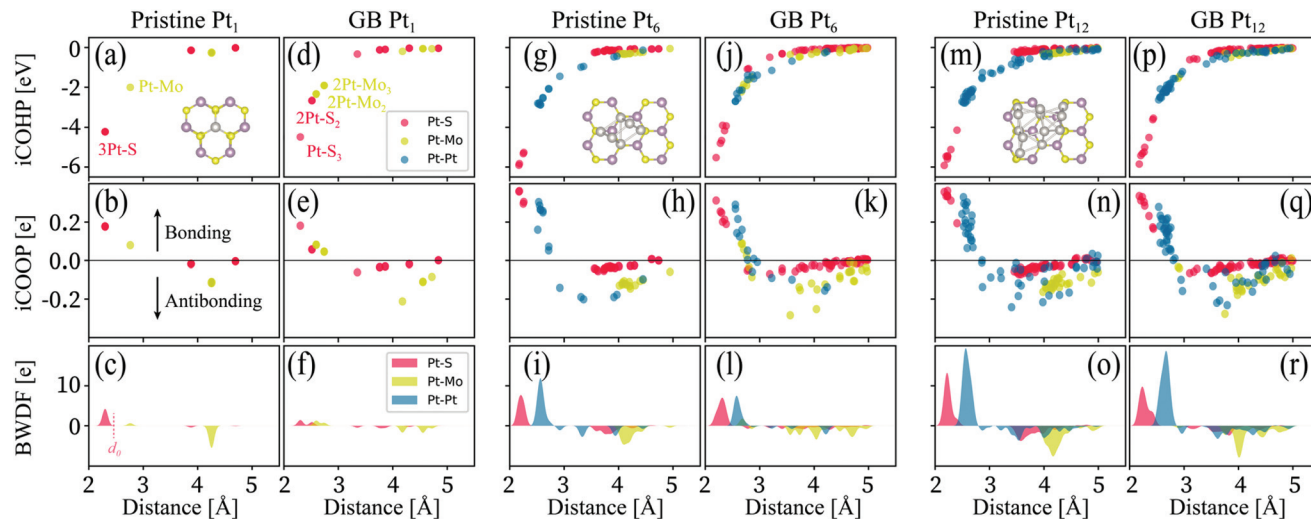 Pristine Pt1
GB Pt1
Pristine Pt6
GB Pt6
Pristine Pt12
GB Pt12
iCOHP [eV]
0
-2
-4
-6
(a)
Pt-Mo
3Pt-S
(d)
2Pt-Mo3
2Pt-Mo2
2Pt-S2
Pt-S3
Pt-S
Pt-Mo
Pt-Pt
(g)
(j)
(m)
(p)
iCOOP [e]
0.2
0.0
-0.2
(b)
Bonding
Antibonding
(e)
(h)
(k)
(n)
(q)
BWDF [e]
10
0
(c)
d0
(f)
Pt-S
Pt-Mo
Pt-Pt
(i)
(l)
(o)
(r)
2 3 4 5 2 3 4 5 2 3 4 5 2 3 4 5 2 3 4 5 2 3 4 5
Distance [Å] Distance [Å] Distance [Å] Distance [Å] Distance [Å] Distance [Å]